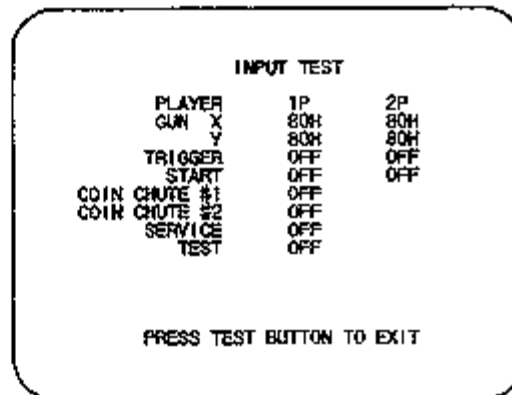 INPUT TEST
PLAYER 1P 2P
GUN X 80H 80H
Y 80H 80H
TRIGGER OFF OFF
START OFF OFF
COIN CHUTE #1 OFF
COIN CHUTE #2 OFF
SERVICE OFF
TEST OFF
PRESS TEST BUTTON TO EXIT